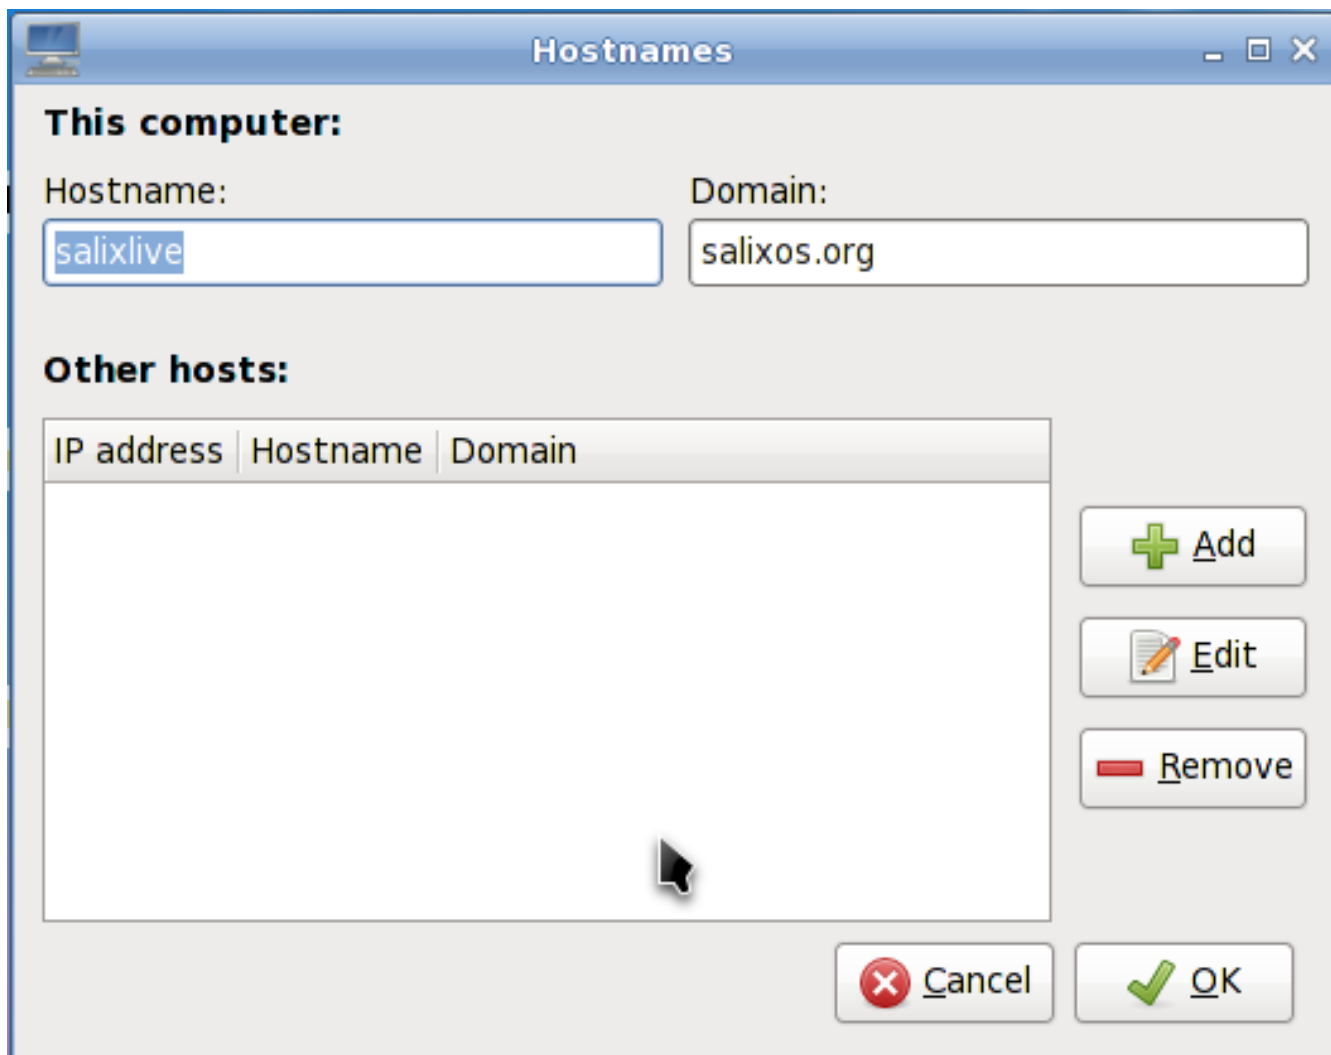 Hostnames
This computer:
Hostname: Domain:
salixlive salixos.org
Other hosts:
IP address Hostname Domain
Add
Edit
Remove
Cancel OK